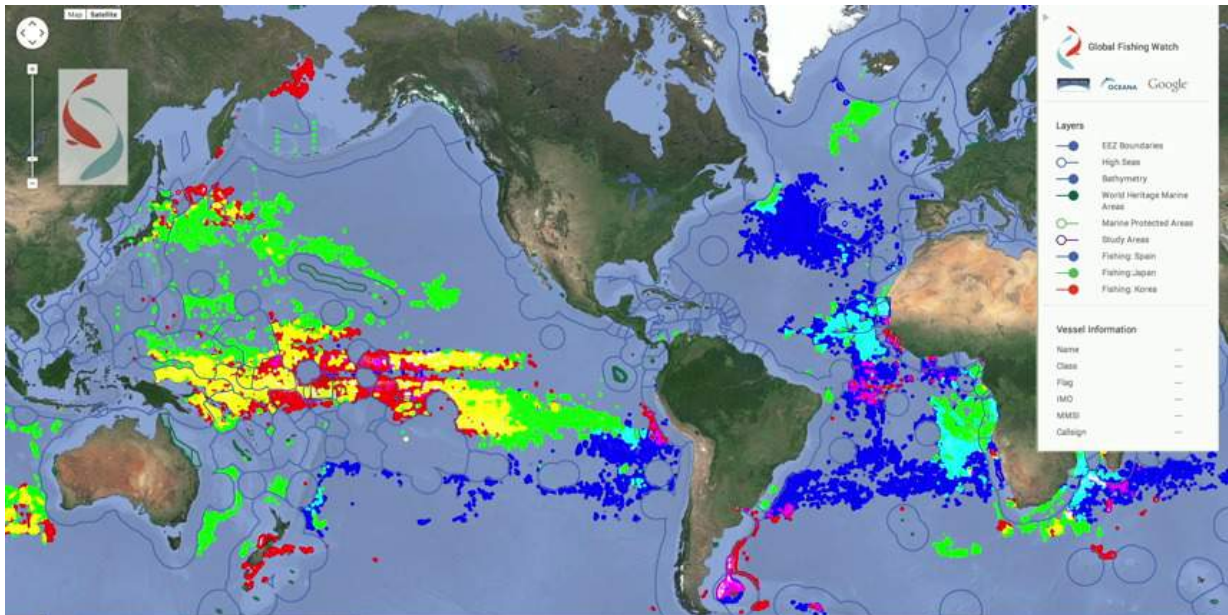 Map Satellite
Global Fishing Watch
OCEANA Google
Layers
EEZ Boundaries
High Seas
Bathymetry
World Heritage Marine
Areas
Marine Protected Areas
Study Areas
Fishing: Spain
Fishing:Japan
Fishing: Korea
Vessel Information
Name ---
Class ---
Flag ---
IMO ---
MMSI ---
Callsign ---